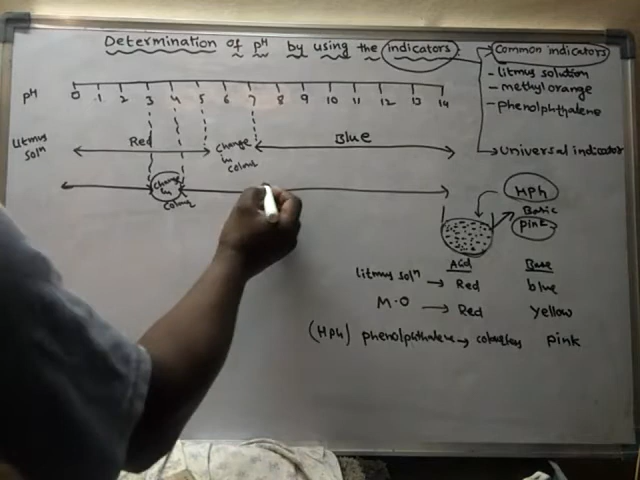 Determination of pH by using the indicators
Common indicators
- litmus solution
- methyl orange
- phenolphthalene
Universal indicator
pH
0 1 2 3 4 5 6 7 8 9 10 11 12 13 14
Litmus
soln
Red
Change
in
colour
Blue
Change
in
colour
HPh
Basic
pink
Acid Base
litmus soln → Red blue
M.O → Red Yellow
(HPh) phenolphthalene → pink